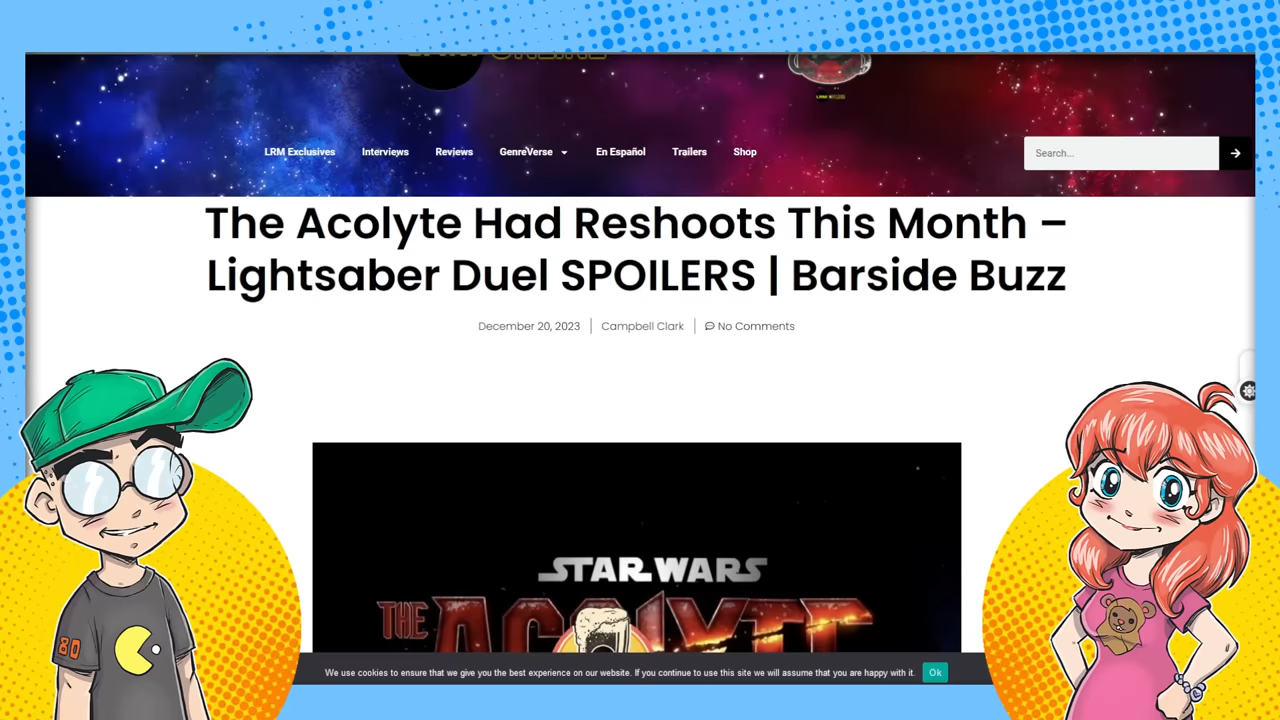 ONLINE
LRM Exclusives Interviews Reviews GenreVerse En Español Trailers Shop
Search...
The Acolyte Had Reshoots This Month –
Lightsaber Duel SPOILERS | Barside Buzz
December 20, 2023 Campbell Clark No Comments
STAR WARS
THE ACOLYTE
80
We use cookies to ensure that we give you the best experience on our website. If you continue to use this site we will assume that you are happy with it. Ok